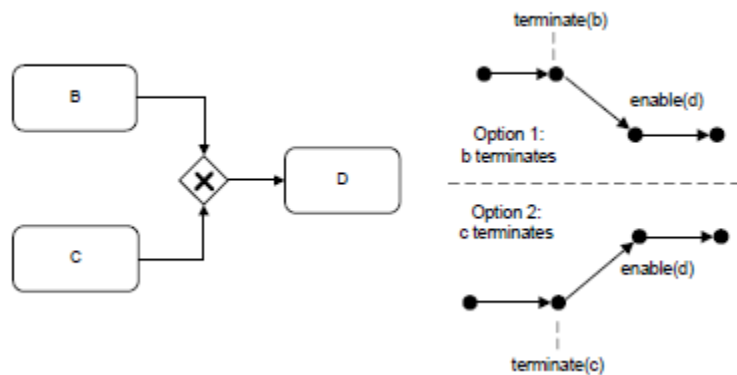 B
C
D
terminate(b)
enable(d)
Option 1:
b terminates
Option 2:
c terminates
enable(d)
terminate(c)